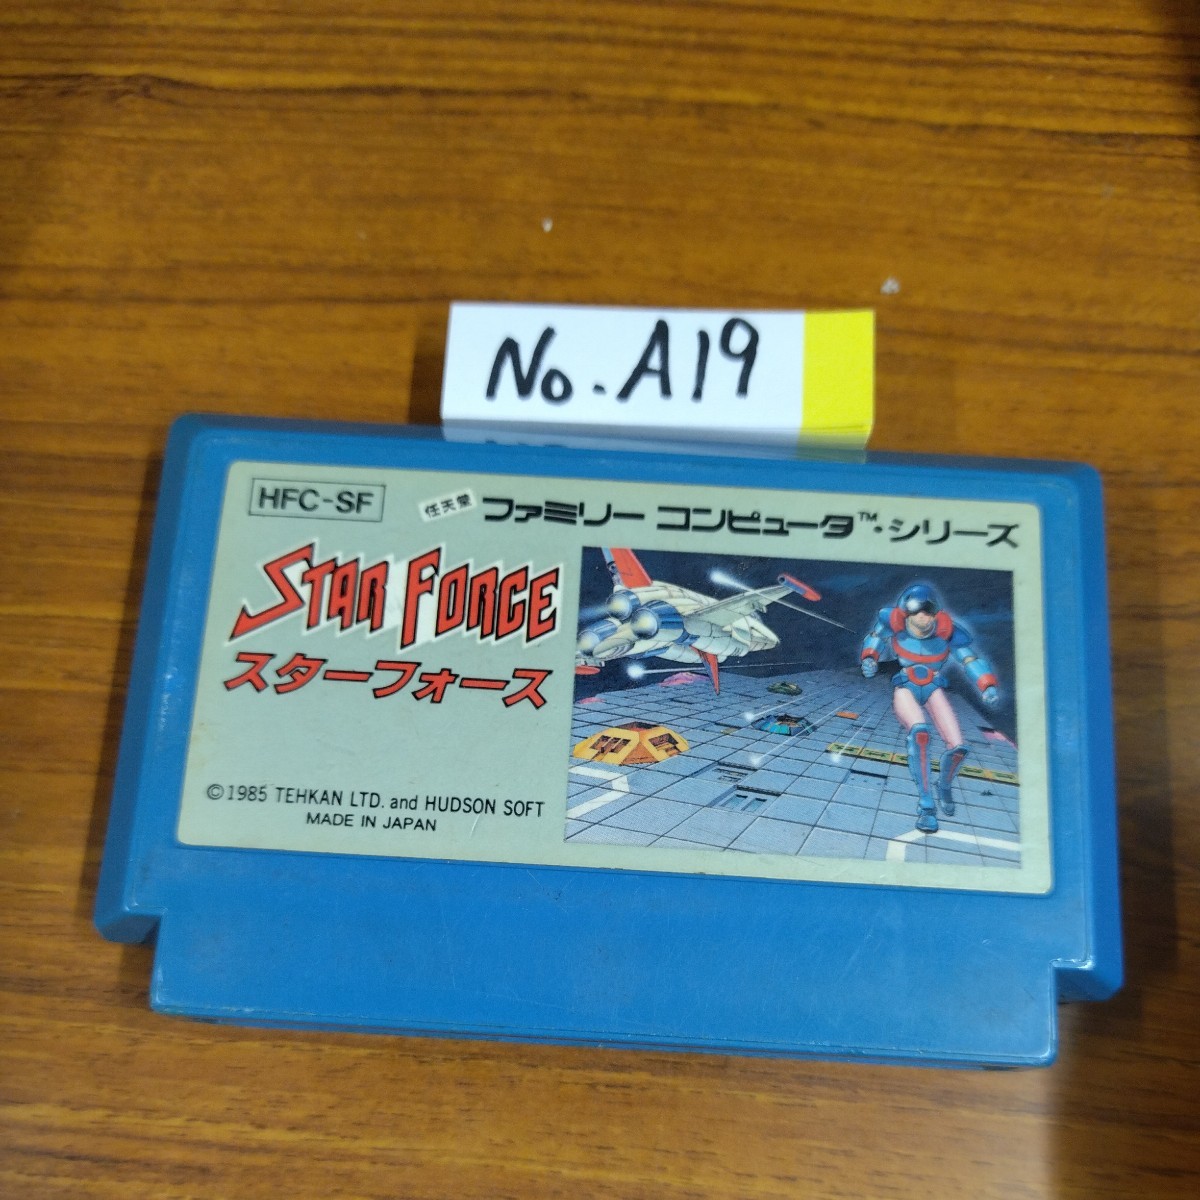 No. A19
HFC-SF
任天堂 ファミリー コンピュータ™・シリーズ
STAR FORCE
スターフォース
©1985 TEHKAN LTD. and HUDSON SOFT
MADE IN JAPAN